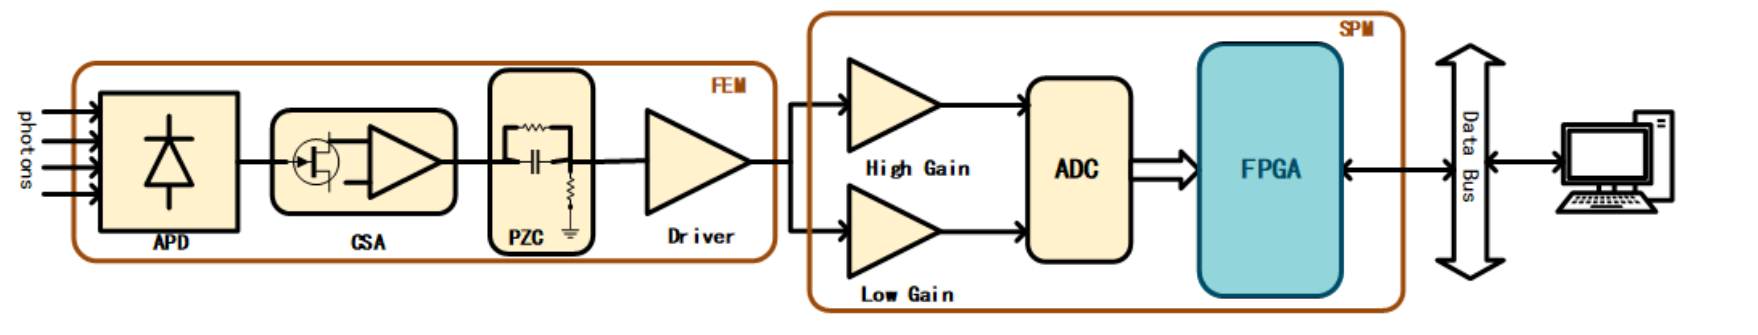 photons
FEM
APD
CSA
PZC
Driver
SPM
High Gain
Low Gain
ADC
FPGA
Data Bus